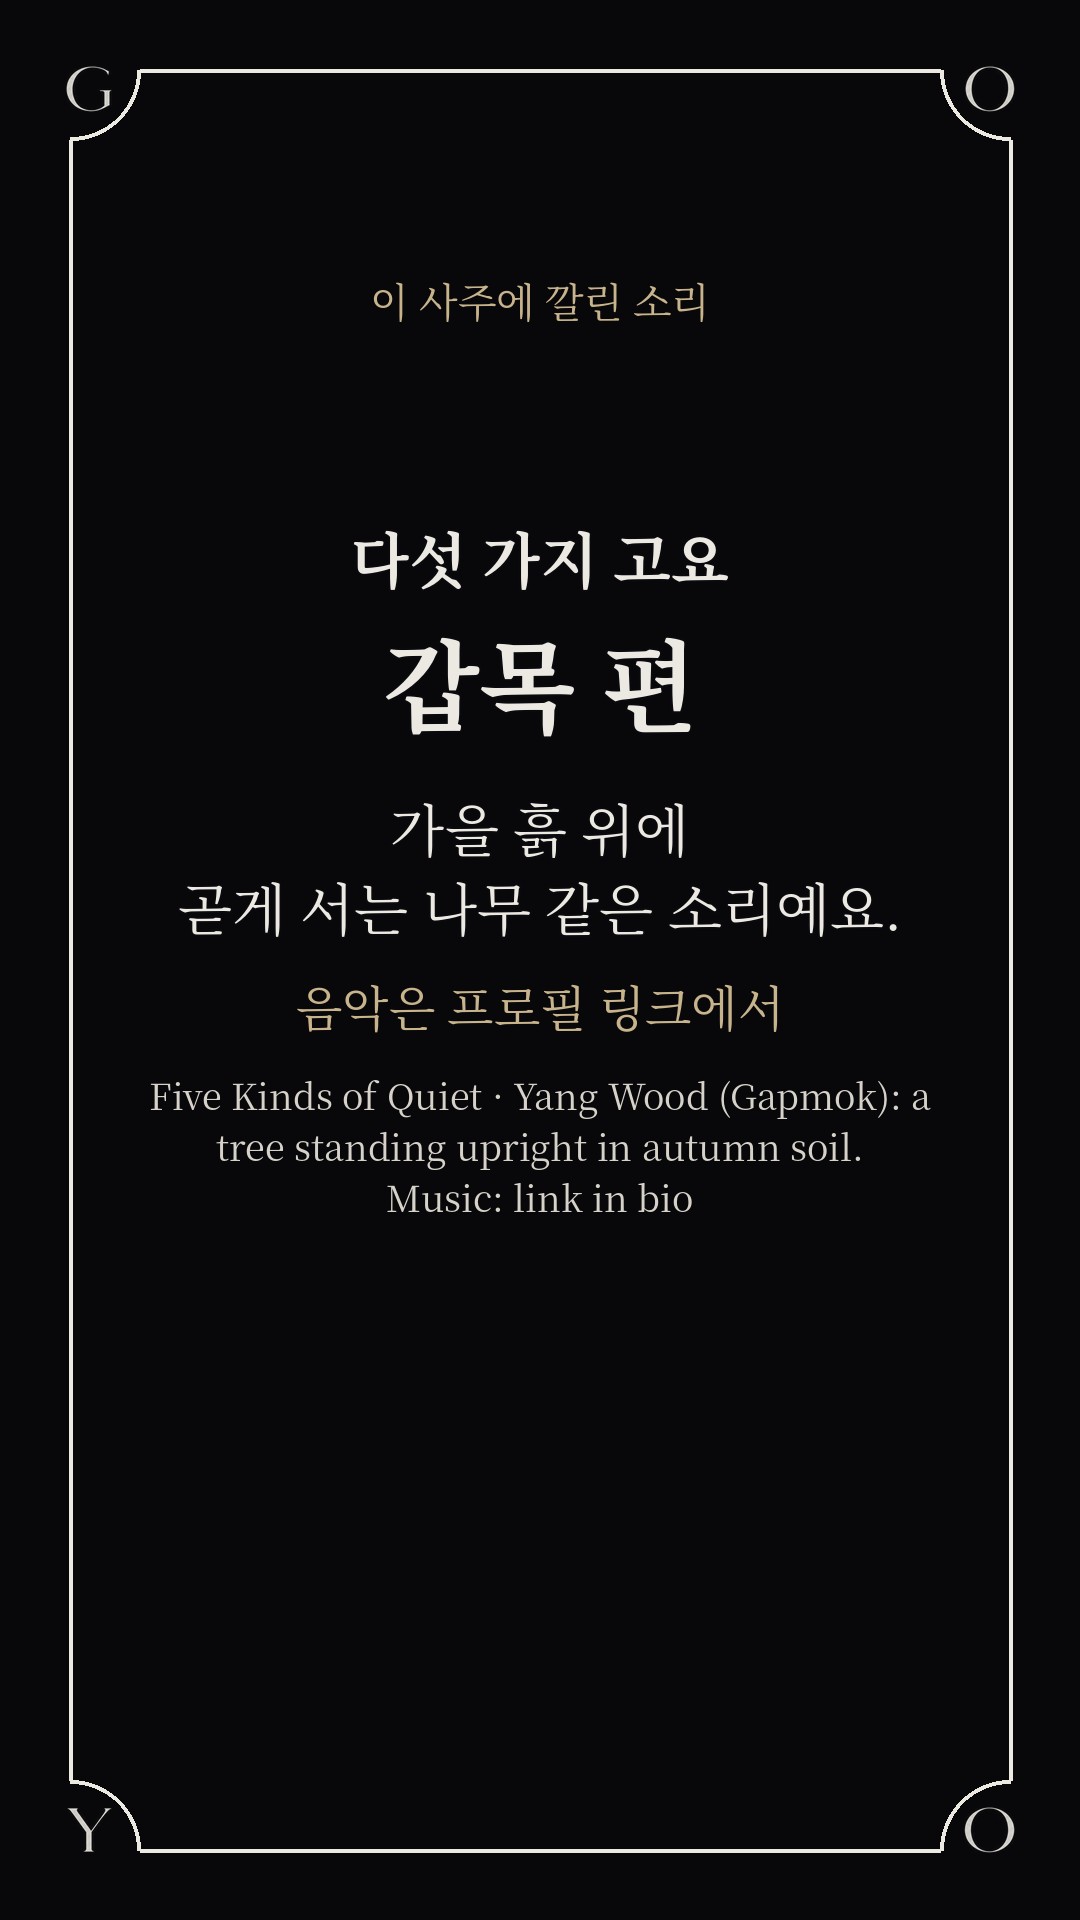 G
O
이 사주에 깔린 소리
다섯 가지 고요
갑목 편
가을 흙 위에
곧게 서는 나무 같은 소리예요.
음악은 프로필 링크에서
Five Kinds of Quiet · Yang Wood (Gapmok): a
tree standing upright in autumn soil.
Music: link in bio
Y
O